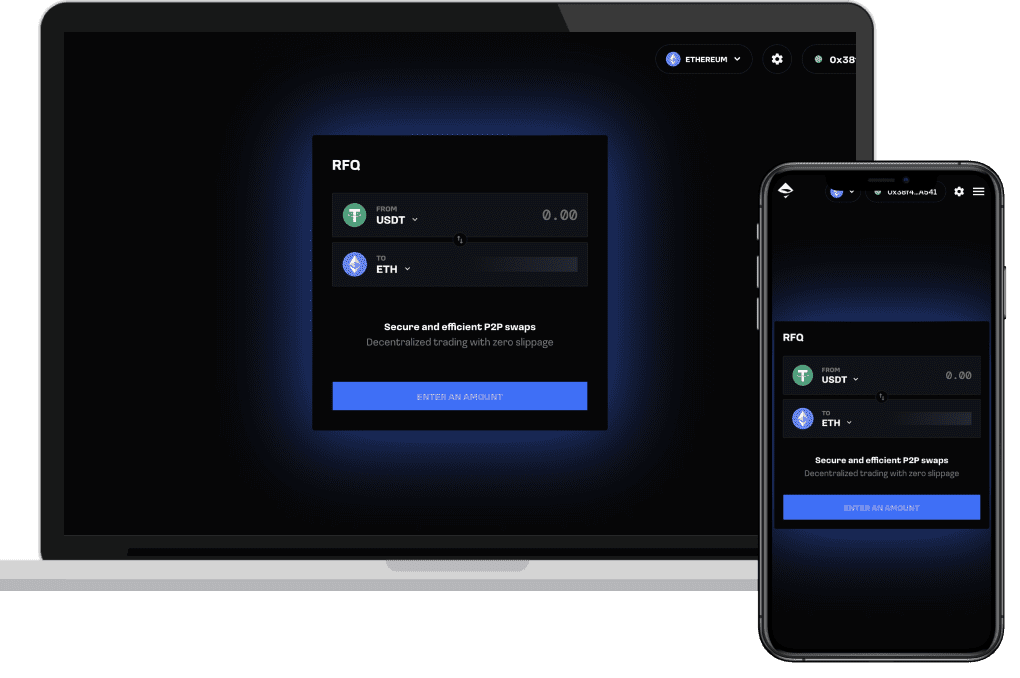 ETHEREUM
0x38f
RFQ
FROM
USDT
0.00
TO
ETH
Secure and efficient P2P swaps
Decentralized trading with zero slippage
ENTER AN AMOUNT
0x38f4...A541
RFQ
FROM
USDT
0.00
TO
ETH
Secure and efficient P2P swaps
Decentralized trading with zero slippage
ENTER AN AMOUNT